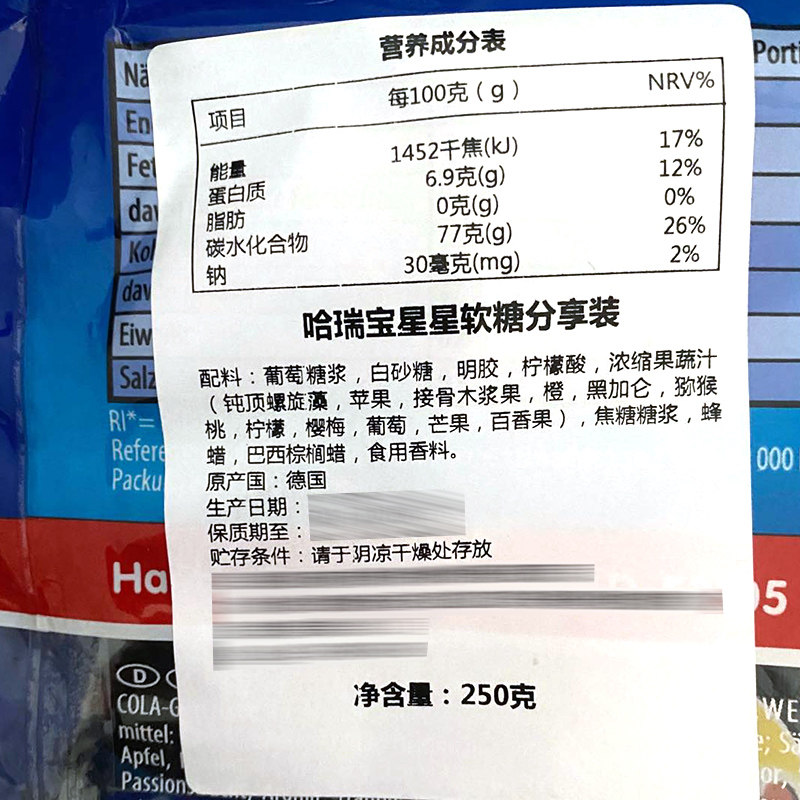 营养成分表
项目 每100克（g） NRV%
能量 1452千焦(kJ) 17%
蛋白质 6.9克(g) 12%
脂肪 0克(g) 0%
碳水化合物 77克(g) 26%
钠 30毫克(mg) 2%
哈瑞宝星星软糖分享装
配料：葡萄糖浆，白砂糖，明胶，柠檬酸，浓缩果蔬汁
（钝顶螺旋藻，苹果，接骨木浆果，橙，黑加仑，猕猴
桃，柠檬，樱梅，葡萄，芒果，百香果），焦糖糖浆，蜂
蜡，巴西棕榈蜡，食用香料。
原产国：德国
生产日期：
保质期至：
贮存条件：请于阴凉干燥处存放
净含量：250克
Nä
En
Fet
dav
Kol
dav
Eiw
Salz
RI*=
Refere
Packu
Porti
000
Ha
05
D
COLA-G
mittel:
Apfel,
Passion
WE